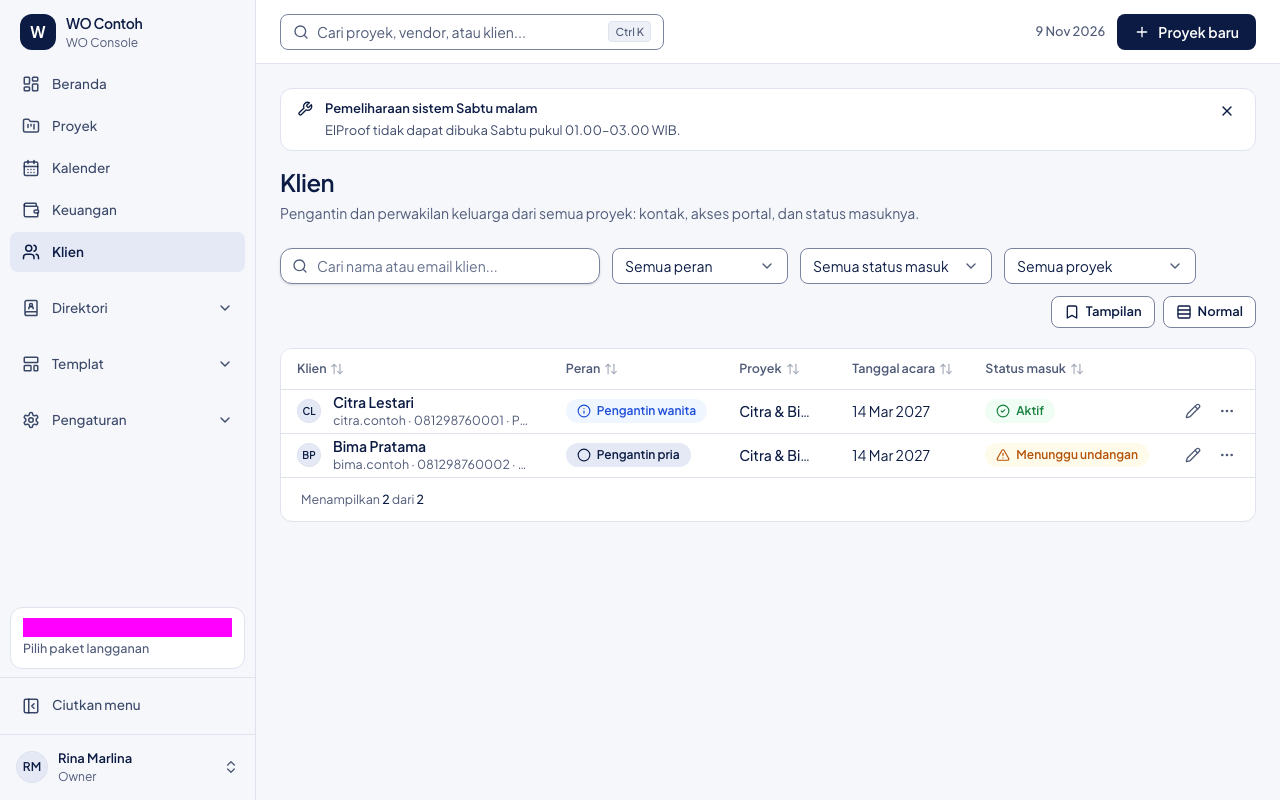 W
WO Contoh
WO Console
Beranda
Proyek
Kalender
Keuangan
Klien
Direktori
Templat
Pengaturan
Pilih paket langganan
Ciutkan menu
RM
Rina Marlina
Owner
Cari proyek, vendor, atau klien...
Ctrl K
9 Nov 2026
Proyek baru
Pemeliharaan sistem Sabtu malam
ElProof tidak dapat dibuka Sabtu pukul 01.00–03.00 WIB.
Klien
Pengantin dan perwakilan keluarga dari semua proyek: kontak, akses portal, dan status masuknya.
Cari nama atau email klien...
Semua peran
Semua status masuk
Semua proyek
Tampilan
Normal
Klien Peran Proyek Tanggal acara Status masuk
CL Citra Lestari Pengantin wanita Citra & Bi... 14 Mar 2027 Aktif
citra.contoh · 081298760001 · P...
BP Bima Pratama Pengantin pria Citra & Bi... 14 Mar 2027 Menunggu undangan
bima.contoh · 081298760002 · ...
Menampilkan 2 dari 2